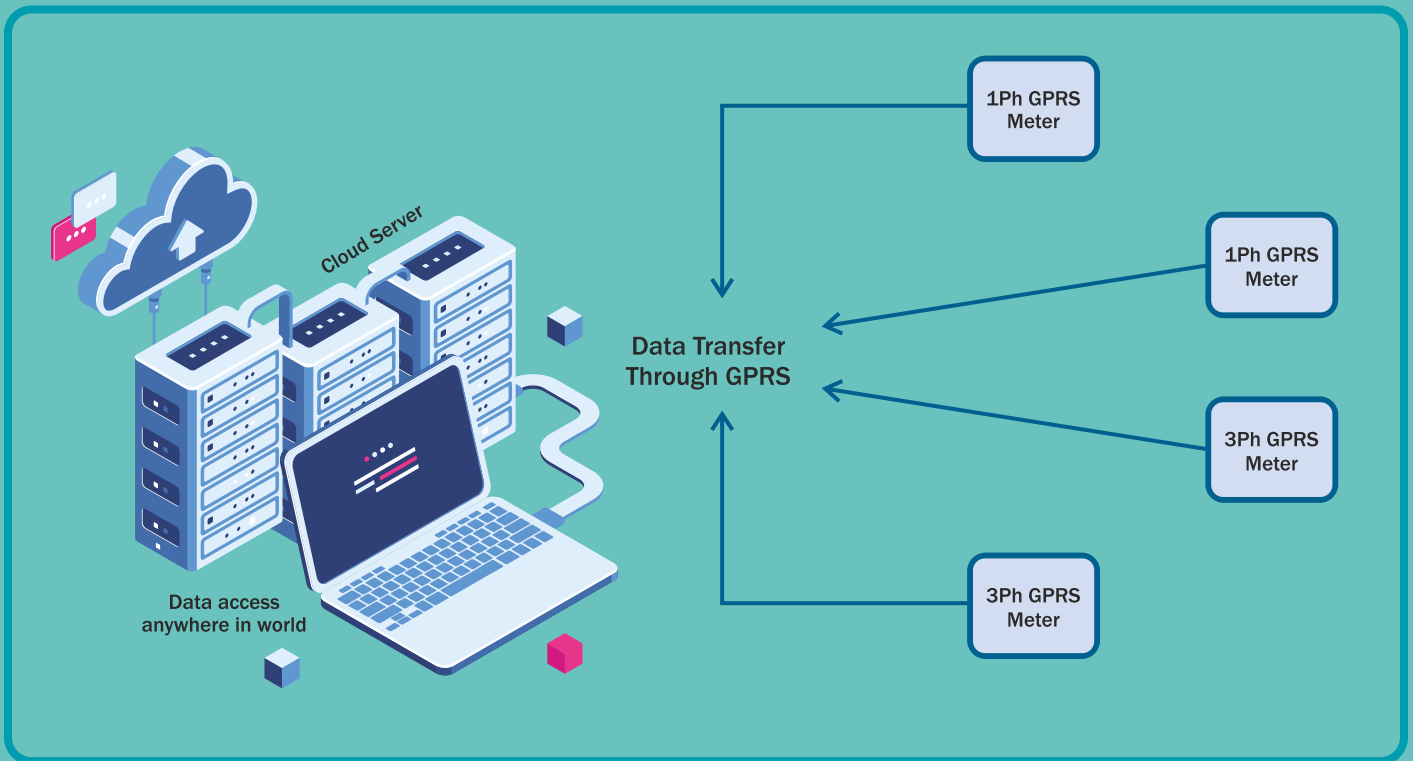 Cloud Server
Data access
anywhere in world
Data Transfer
Through GPRS
1Ph GPRS
Meter
1Ph GPRS
Meter
3Ph GPRS
Meter
3Ph GPRS
Meter